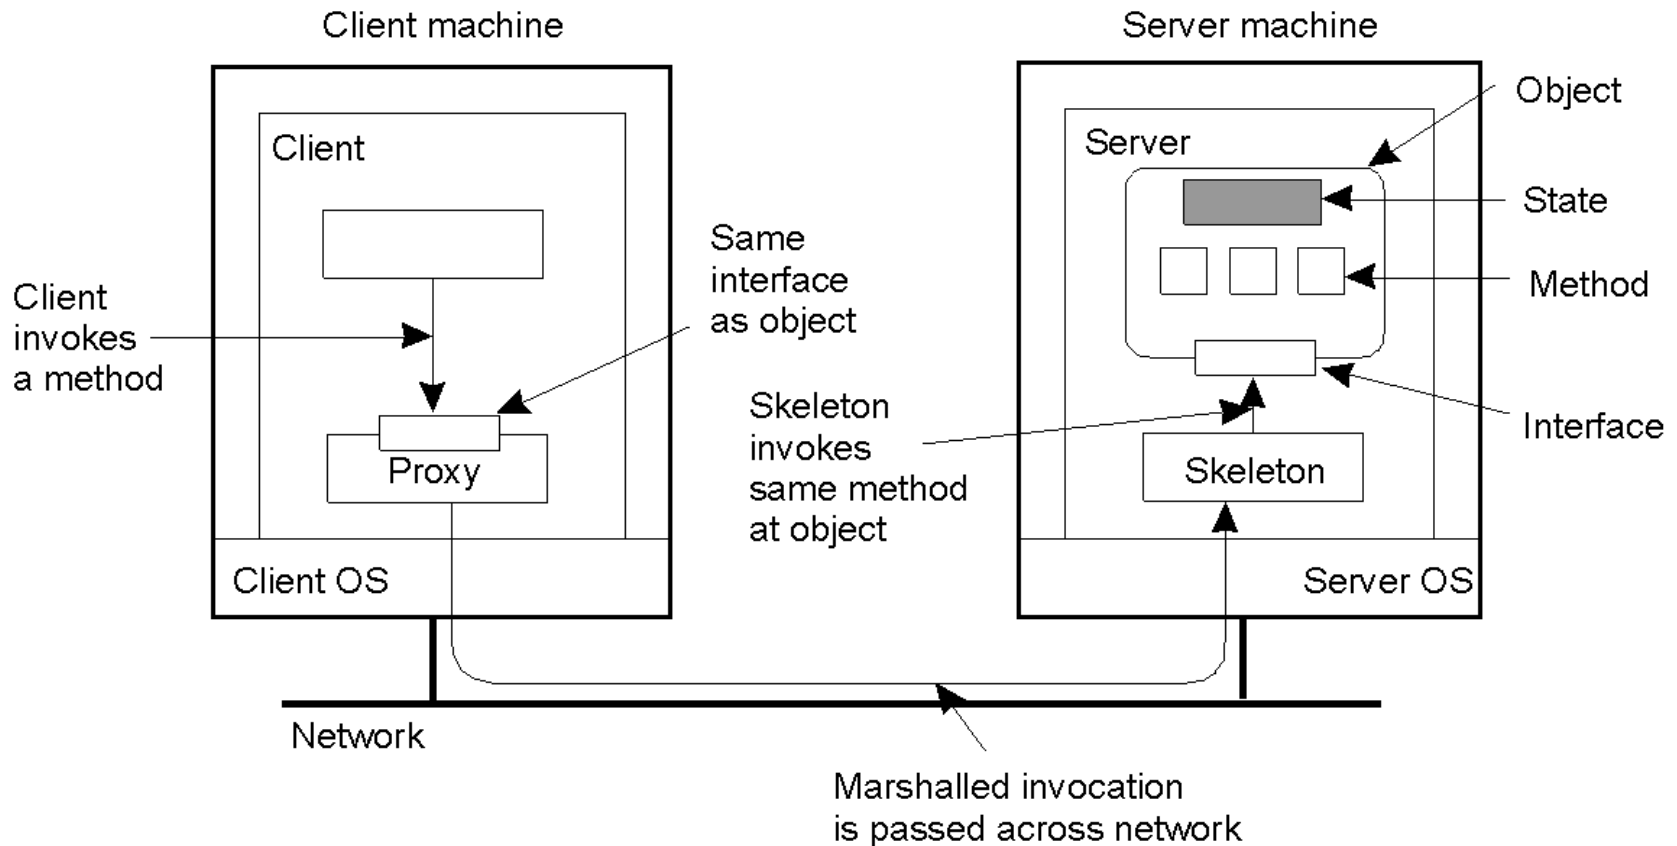 Client machine
Server machine
Object
Client
Server
State
Same
interface
as object
Client
invokes
a method
Method
Skeleton
invokes
same method
at object
Interface
Proxy
Skeleton
Client OS
Server OS
Network
Marshalled invocation
is passed across network